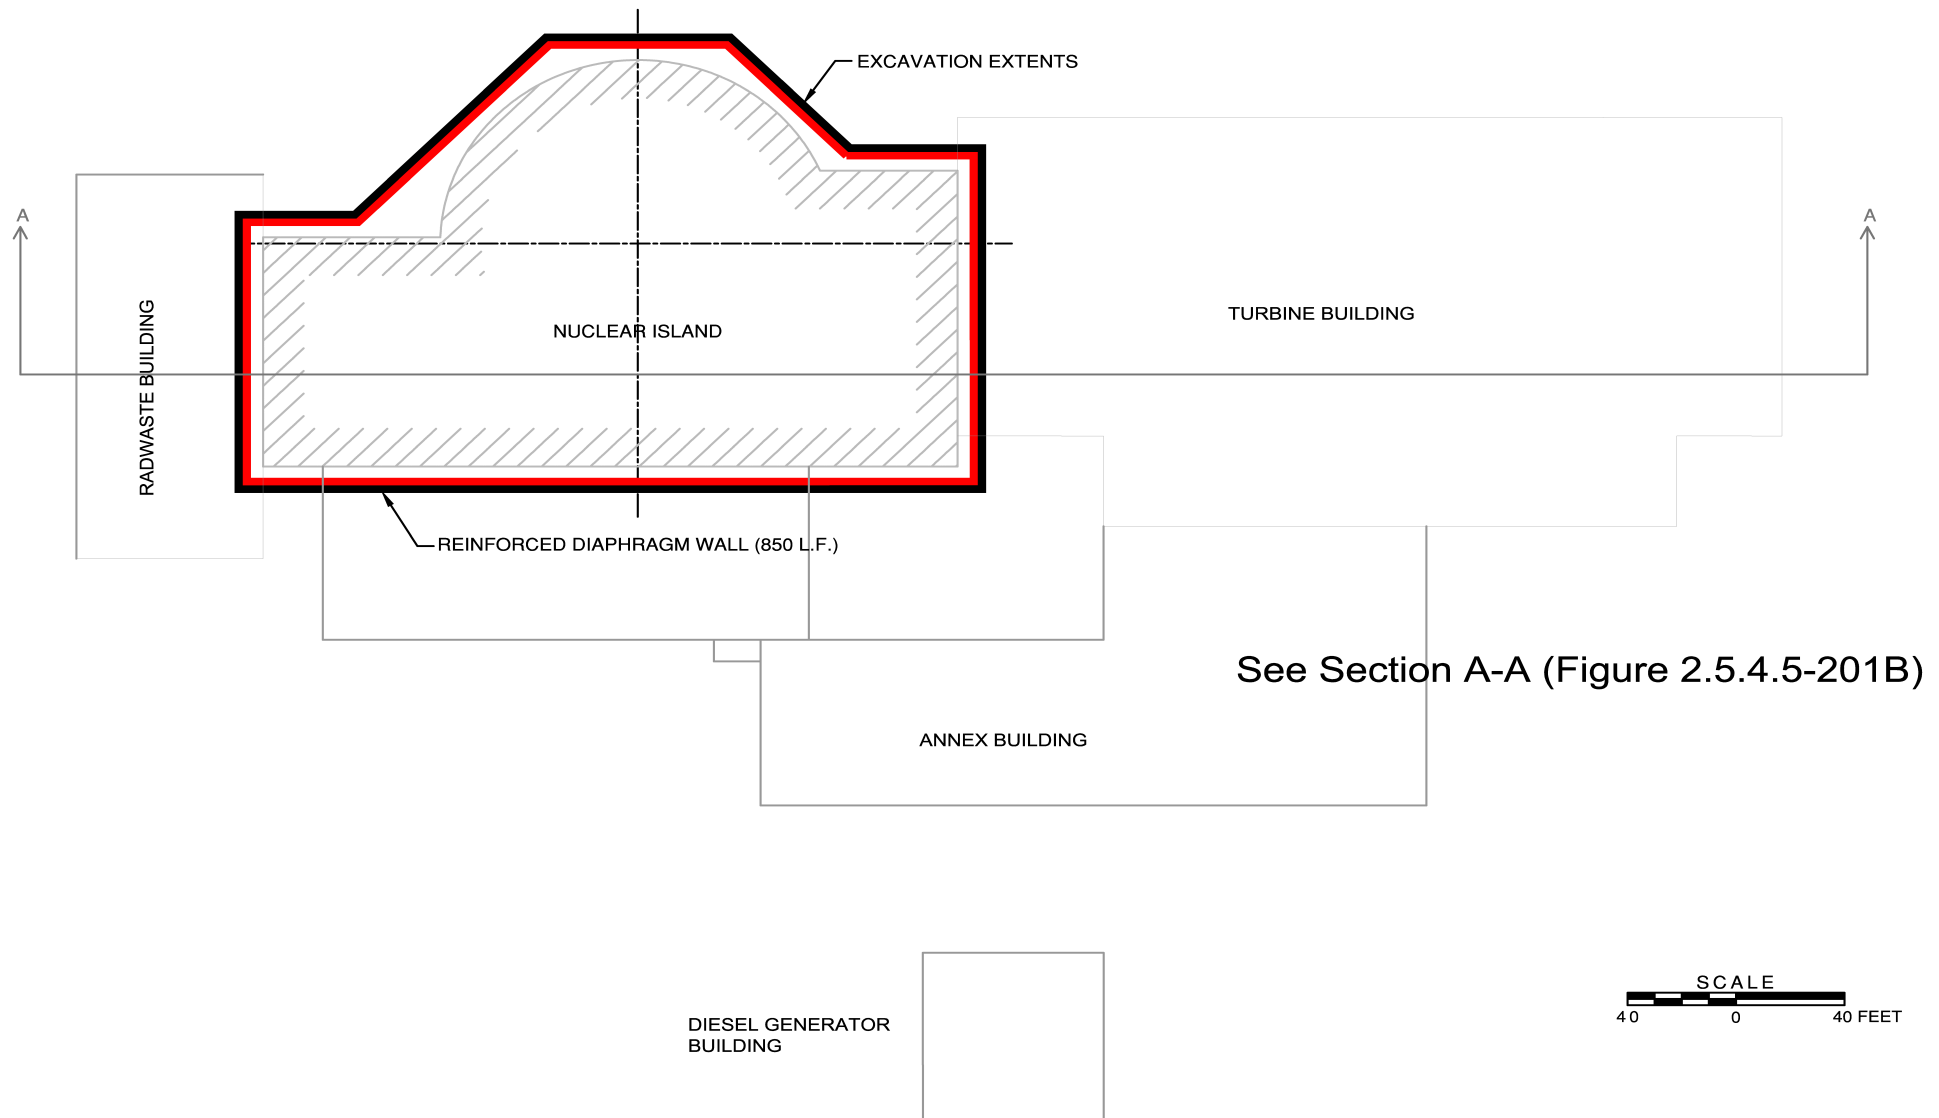 EXCAVATION EXTENTS
A
A
RADWASTE BUILDING
NUCLEAR ISLAND
TURBINE BUILDING
REINFORCED DIAPHRAGM WALL (850 L.F.)
See Section A-A (Figure 2.5.4.5-201B)
ANNEX BUILDING
DIESEL GENERATOR
BUILDING
SCALE
40 0 40 FEET